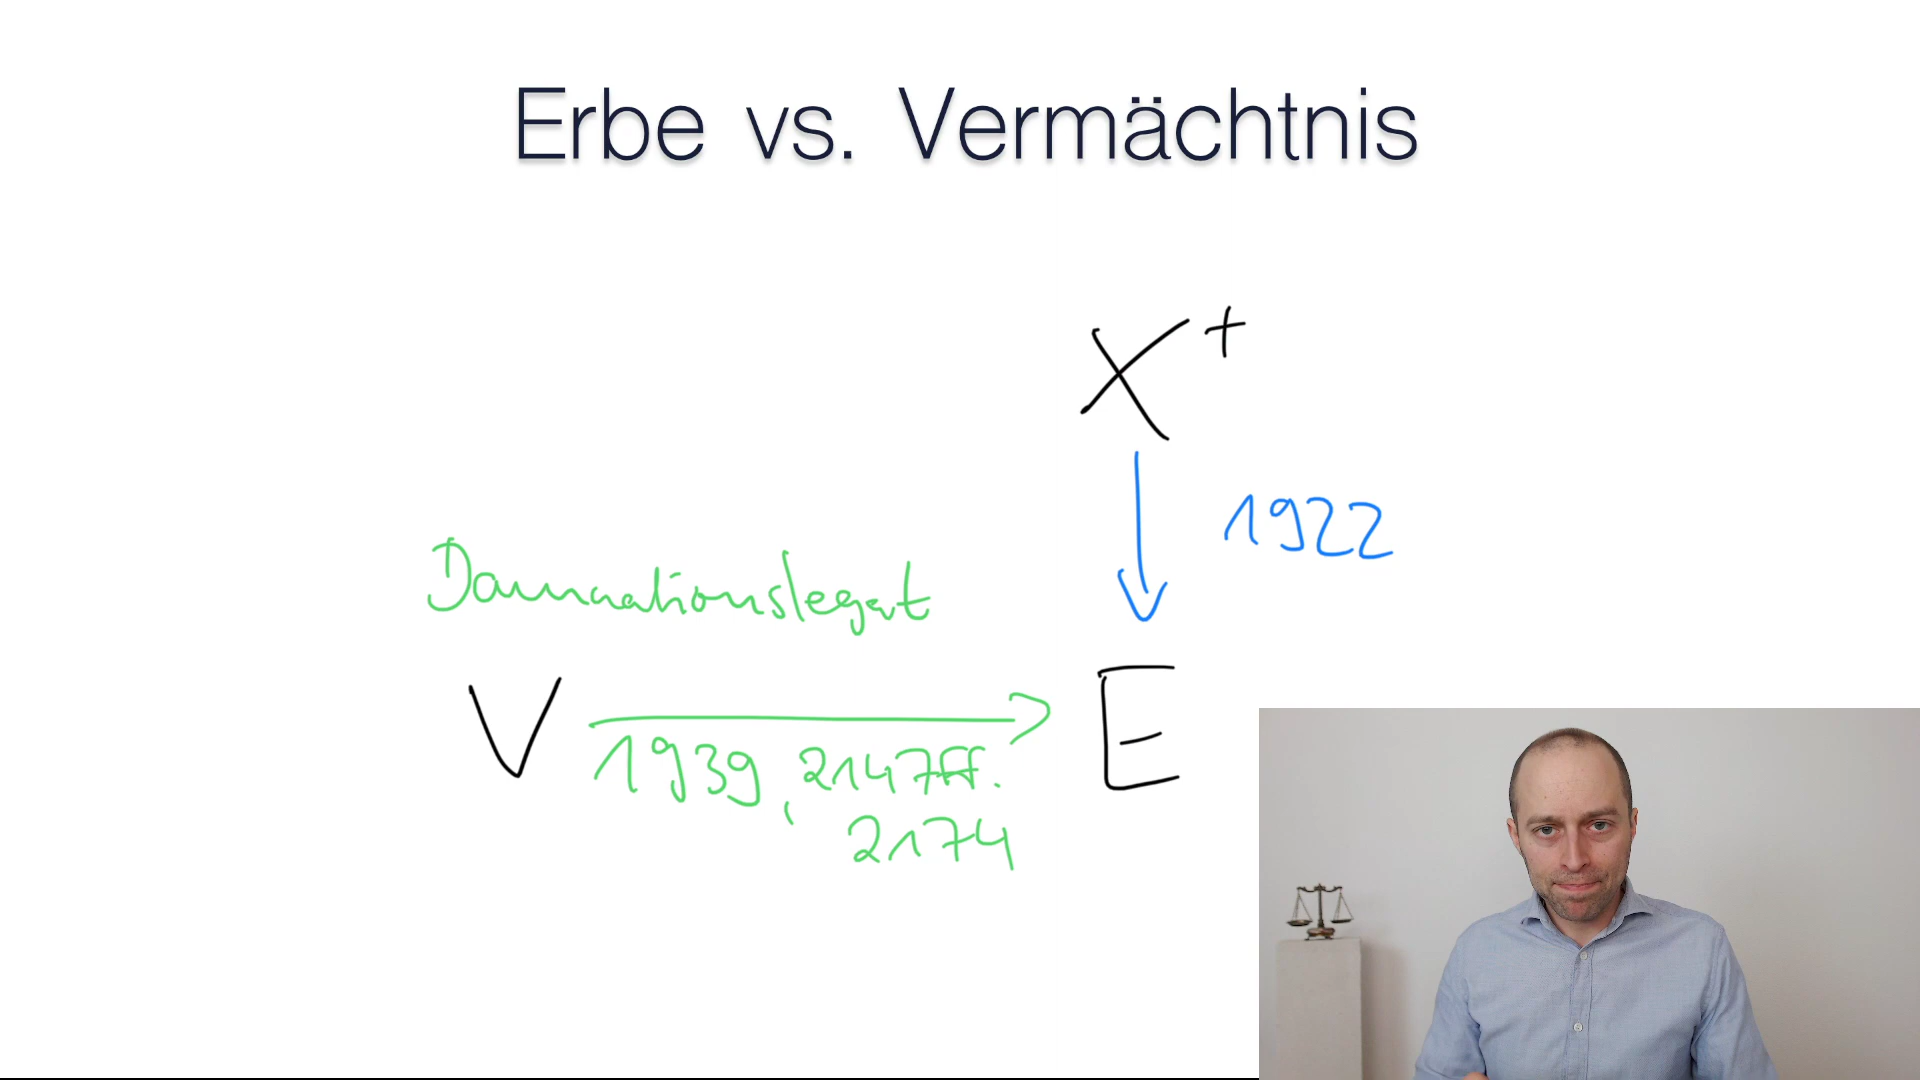 Erbe vs. Vermächtnis
X +
1922
Damnationslegat
V E
1939, 2147ff.
2174